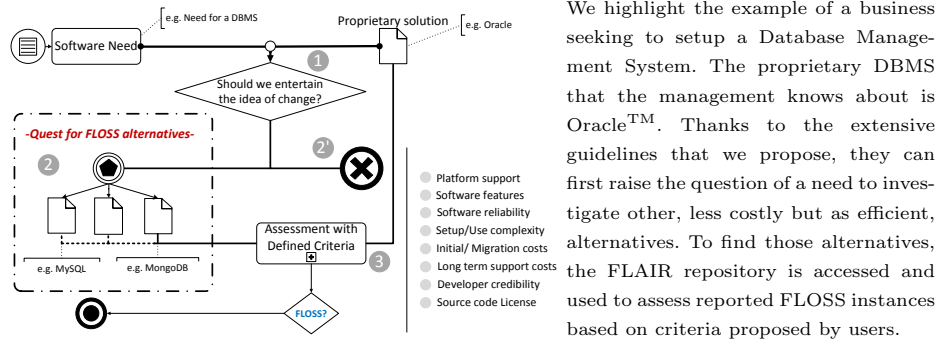 e.g. Need for a DBMS
Software Need
Proprietary solution
e.g. Oracle
1
Should we entertain
the idea of change?
-Quest for FLOSS alternatives-
2
2'
Assessment with
Defined Criteria
3
e.g. MySQL
e.g. MongoDB
FLOSS?
Platform support
Software features
Software reliability
Setup/Use complexity
Initial/ Migration costs
Long term support costs
Developer credibility
Source code License
We highlight the example of a business
seeking to setup a Database Manage-
ment System. The proprietary DBMS
that the management knows about is
Oracle™. Thanks to the extensive
guidelines that we propose, they can
first raise the question of a need to inves-
tigate other, less costly but as efficient,
alternatives. To find those alternatives,
the FLAIR repository is accessed and
used to assess reported FLOSS instances
based on criteria proposed by users.